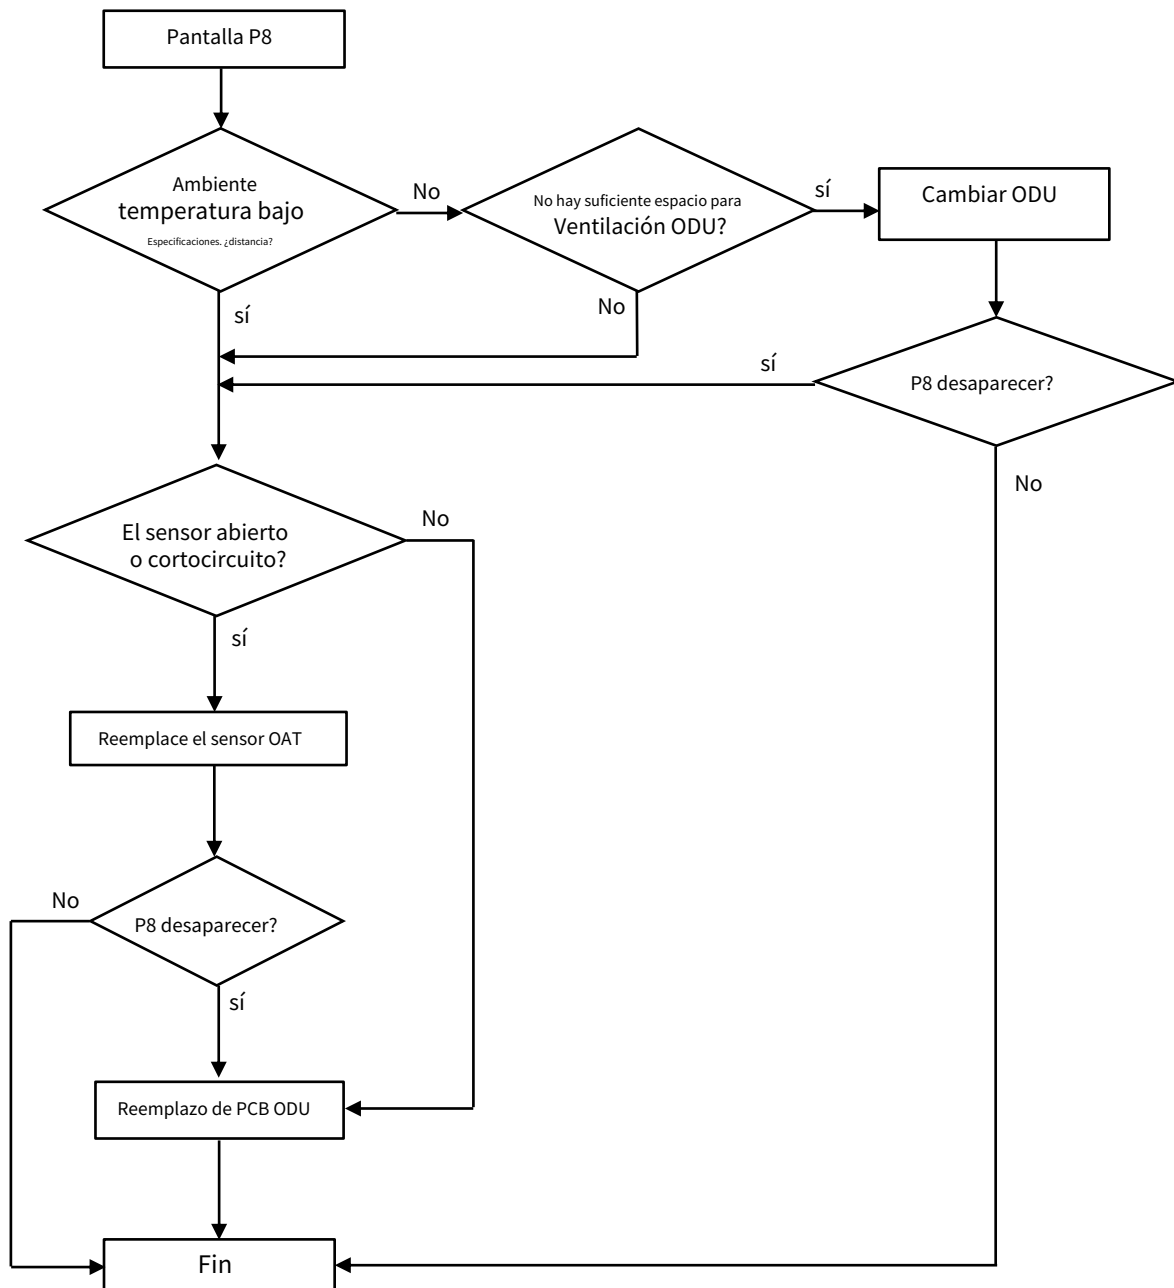 Pantalla P8
Ambiente
temperatura bajo
Especificaciones. ¿distancia?
No
No hay suficiente espacio para
Ventilación ODU?
sí
Cambiar ODU
sí
No
sí
P8 desaparecer?
No
El sensor abierto
o cortocircuito?
No
sí
Reemplace el sensor OAT
No
P8 desaparecer?
sí
Reemplazo de PCB ODU
Fin